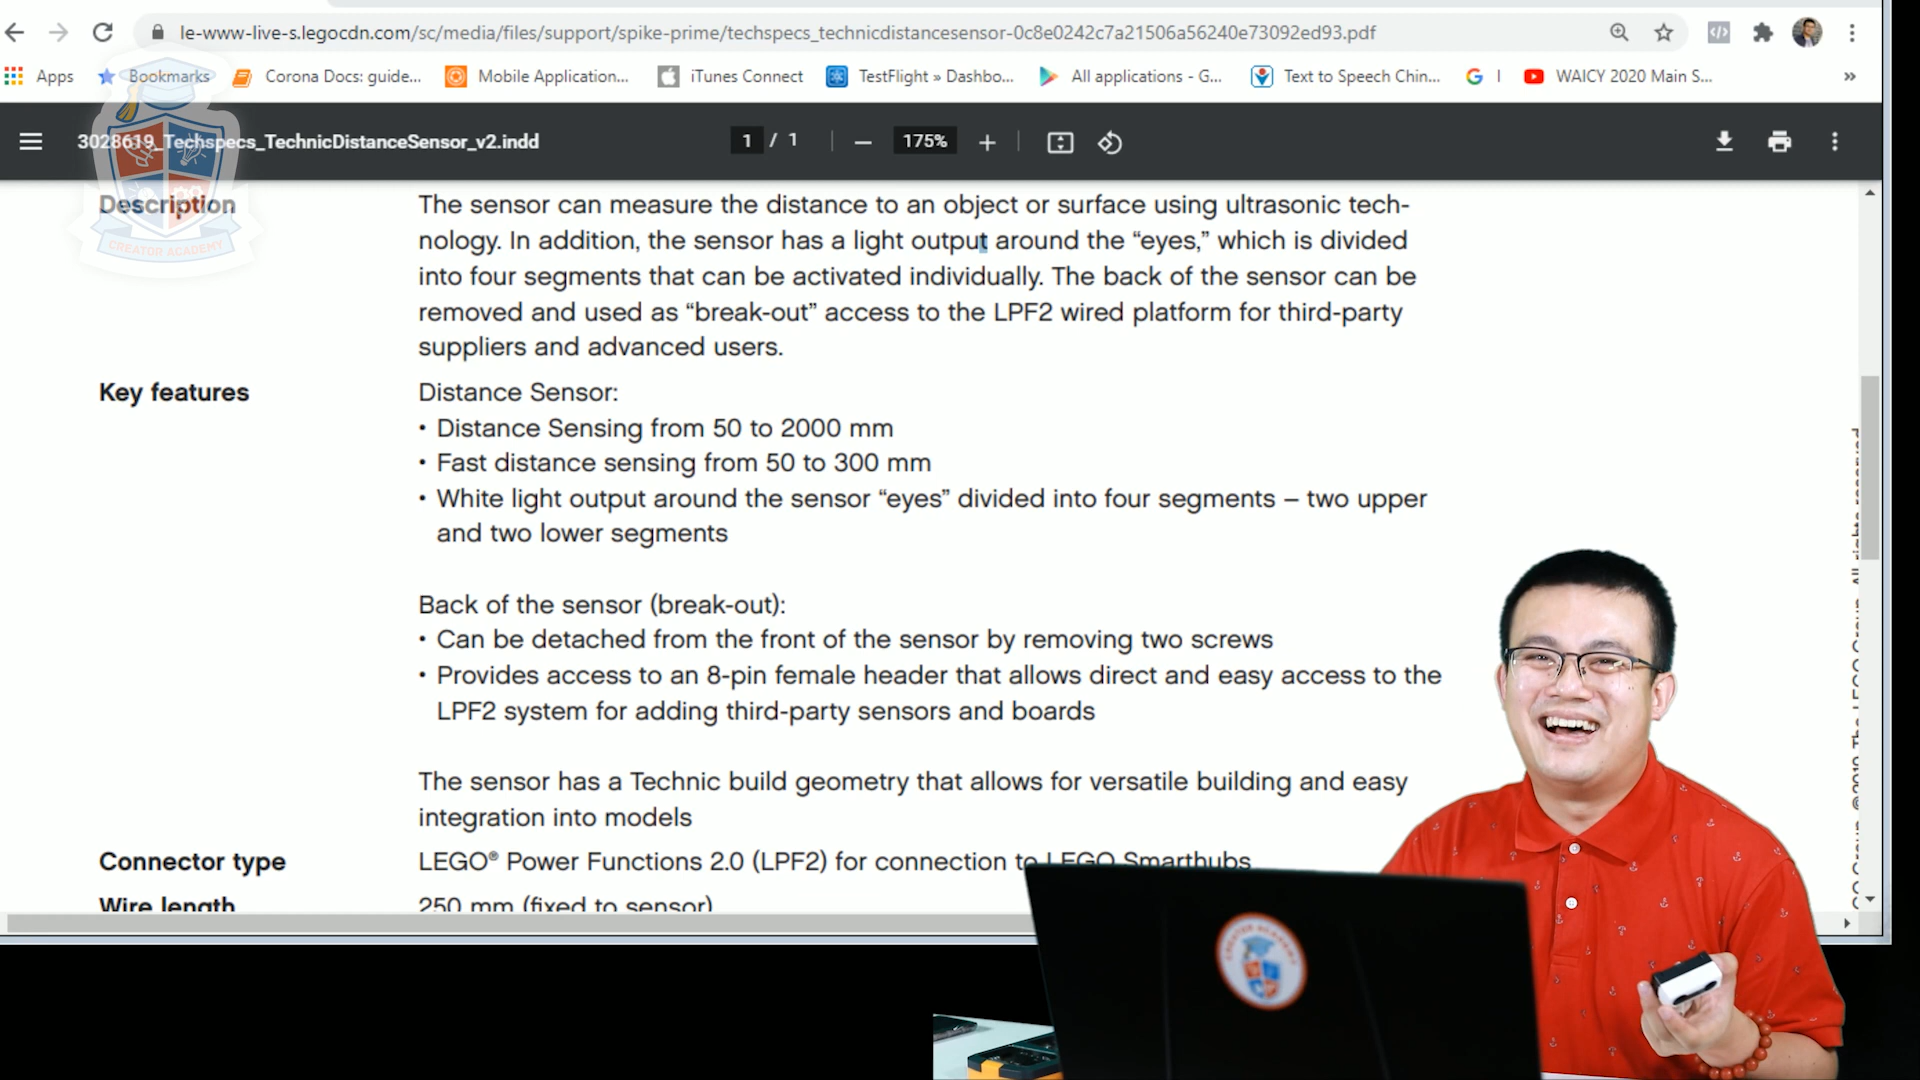 le-www-live-s.legocdn.com/sc/media/files/support/spike-prime/techspecs_technicdistancesensor-0c8e0242c7a21506a56240e73092ed93.pdf
Apps
Bookmarks
Corona Docs: guide...
Mobile Application...
iTunes Connect
TestFlight » Dashbo...
All applications - G...
Text to Speech Chin...
WAICY 2020 Main S...
»
3028619_Techspecs_TechnicDistanceSensor_v2.indd
1 / 1
175%
CREATOR ACADEMY
Description
The sensor can measure the distance to an object or surface using ultrasonic tech-
nology. In addition, the sensor has a light output around the “eyes,” which is divided
into four segments that can be activated individually. The back of the sensor can be
removed and used as “break-out” access to the LPF2 wired platform for third-party
suppliers and advanced users.
Key features
Distance Sensor:
• Distance Sensing from 50 to 2000 mm
• Fast distance sensing from 50 to 300 mm
• White light output around the sensor “eyes” divided into four segments – two upper
and two lower segments
Back of the sensor (break-out):
• Can be detached from the front of the sensor by removing two screws
• Provides access to an 8-pin female header that allows direct and easy access to the
LPF2 system for adding third-party sensors and boards
The sensor has a Technic build geometry that allows for versatile building and easy
integration into models
Connector type
LEGO® Power Functions 2.0 (LPF2) for connection to LEGO Smarthubs
Wire length
250 mm (fixed to sensor)
CREATOR ACADEMY